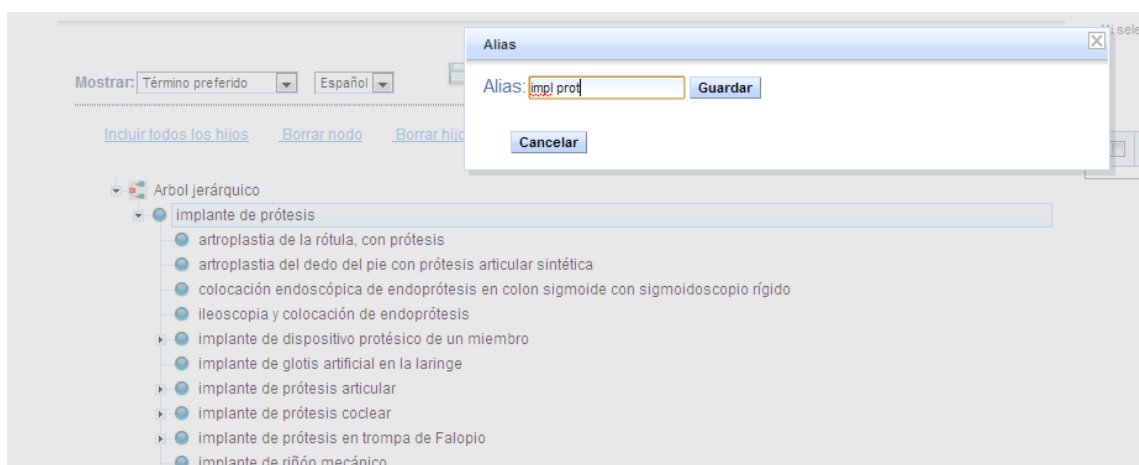 Alias
Mi sele
Alias: impl prot Guardar
Mostrar: Término preferido Español
Cancelar
Incluir todos los hijos Borrar nodo Borrar hijo
Arbol jerárquico
implante de prótesis
artroplastia de la rótula, con prótesis
artroplastia del dedo del pie con prótesis articular sintética
colocación endoscópica de endoprótesis en colon sigmoide con sigmoidoscopio rígido
ileoscopia y colocación de endoprótesis
implante de dispositivo protésico de un miembro
implante de glotis artificial en la laringe
implante de prótesis articular
implante de prótesis coclear
implante de prótesis en trompa de Falopio
implante de riñón mecánico